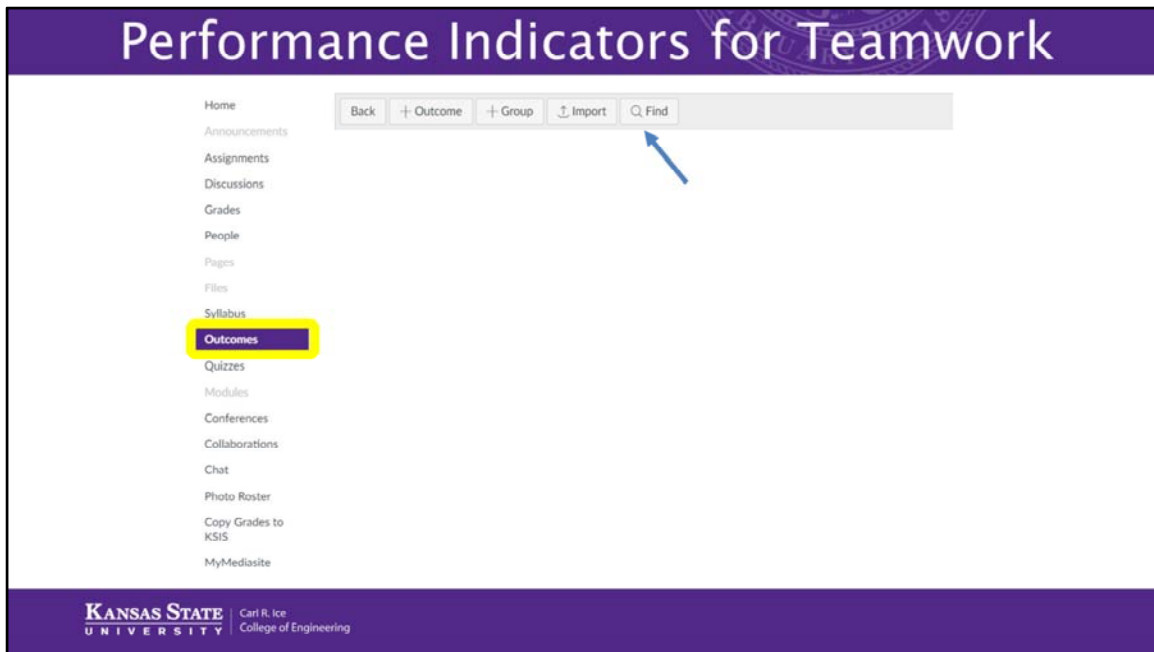 Performance Indicators for Teamwork
Home
Announcements
Assignments
Discussions
Grades
People
Pages
Files
Syllabus
Outcomes
Quizzes
Modules
Conferences
Collaborations
Chat
Photo Roster
Copy Grades to
KSIS
MyMediasite
Back + Outcome + Group Import Find
KANSAS STATE
UNIVERSITY
Carl R. Ice
College of Engineering